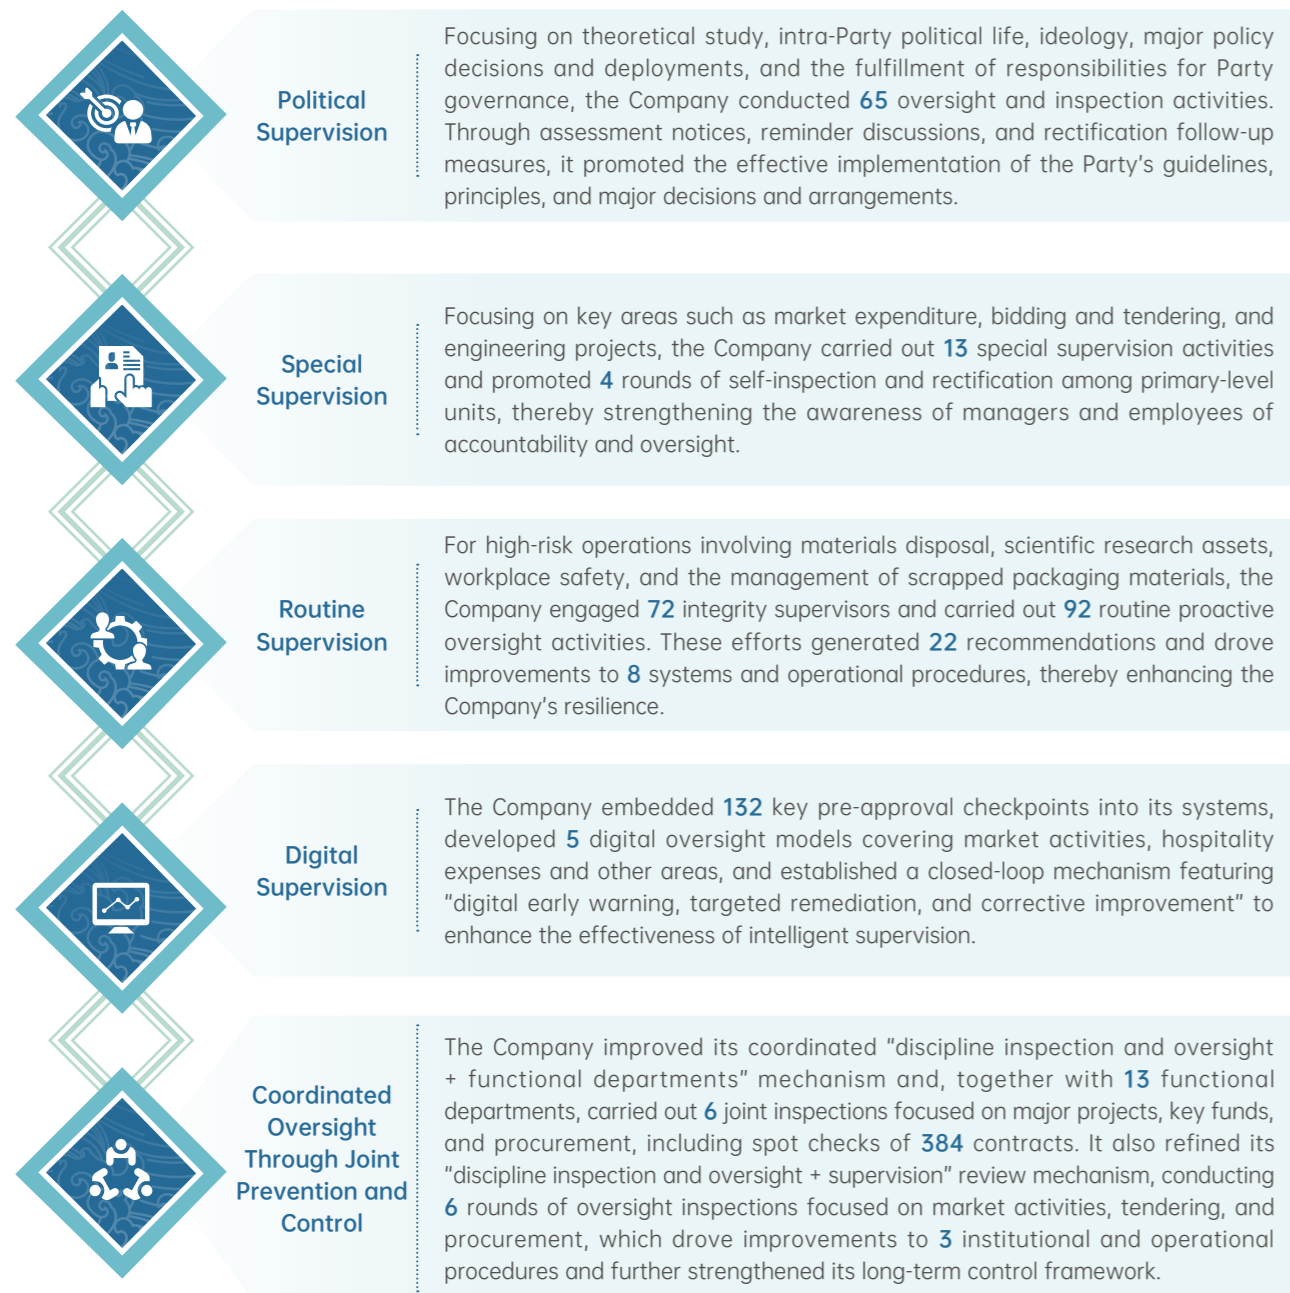 Political
Supervision
Focusing on theoretical study, intra-Party political life, ideology, major policy
decisions and deployments, and the fulfillment of responsibilities for Party
governance, the Company conducted 65 oversight and inspection activities.
Through assessment notices, reminder discussions, and rectification follow-up
measures, it promoted the effective implementation of the Party's guidelines,
principles, and major decisions and arrangements.
Special
Supervision
Focusing on key areas such as market expenditure, bidding and tendering, and
engineering projects, the Company carried out 13 special supervision activities
and promoted 4 rounds of self-inspection and rectification among primary-level
units, thereby strengthening the awareness of managers and employees of
accountability and oversight.
Routine
Supervision
For high-risk operations involving materials disposal, scientific research assets,
workplace safety, and the management of scrapped packaging materials, the
Company engaged 72 integrity supervisors and carried out 92 routine proactive
oversight activities. These efforts generated 22 recommendations and drove
improvements to 8 systems and operational procedures, thereby enhancing the
Company's resilience.
Digital
Supervision
The Company embedded 132 key pre-approval checkpoints into its systems,
developed 5 digital oversight models covering market activities, hospitality
expenses and other areas, and established a closed-loop mechanism featuring
"digital early warning, targeted remediation, and corrective improvement" to
enhance the effectiveness of intelligent supervision.
Coordinated
Oversight
Through Joint
Prevention and
Control
The Company improved its coordinated "discipline inspection and oversight
+ functional departments" mechanism and, together with 13 functional
departments, carried out 6 joint inspections focused on major projects, key funds,
and procurement, including spot checks of 384 contracts. It also refined its
"discipline inspection and oversight + supervision" review mechanism, conducting
6 rounds of oversight inspections focused on market activities, tendering, and
procurement, which drove improvements to 3 institutional and operational
procedures and further strengthened its long-term control framework.